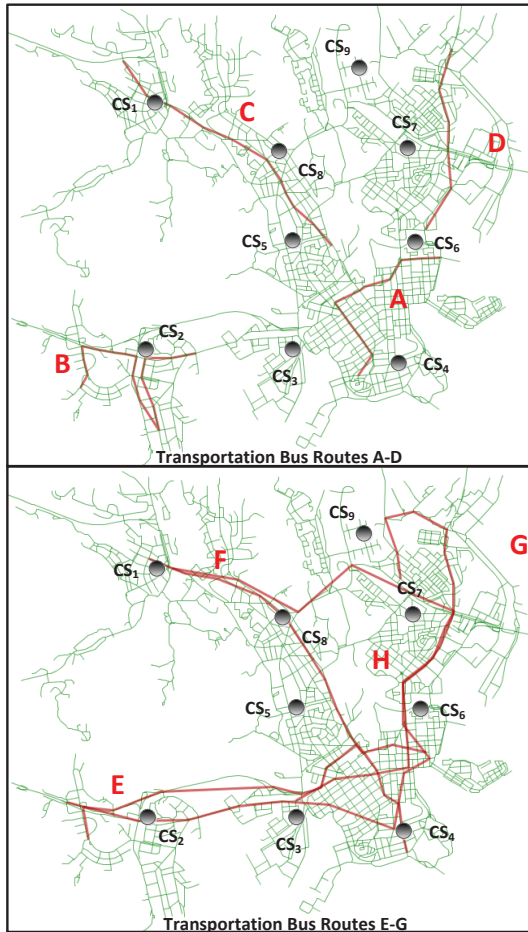 CS9
C
CS1
CS7
D
CS8
CS5
CS6
A
CS2
B
CS3
CS4
Transportation Bus Routes A-D
CS9
G
F
CS1
CS7
CS8
H
CS5
CS6
E
CS2
CS3
CS4
Transportation Bus Routes E-G